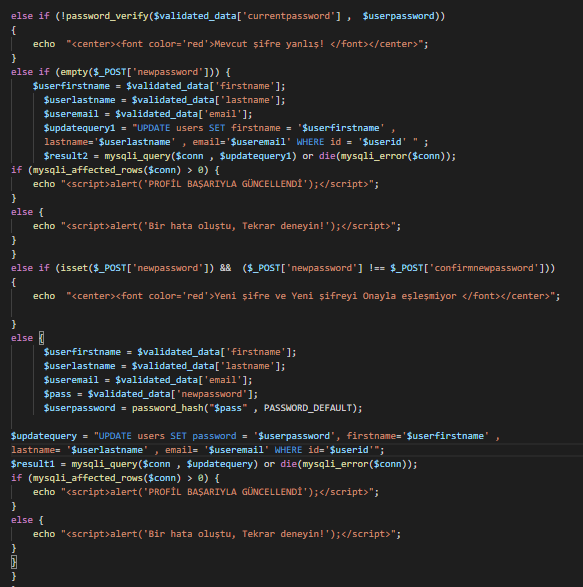 else if (!password_verify($validated_data['currentpassword'] ,  $userpassword))
{
echo  "<center><font color='red'>Mevcut şifre yanlış! </font></center>";
}
else if (empty($_POST['newpassword'])) {
$userfirstname = $validated_data['firstname'];
$userlastname = $validated_data['lastname'];
$useremail = $validated_data['email'];
$updatequery1 = "UPDATE users SET firstname = '$userfirstname' ,
lastname='$userlastname' , email='$useremail' WHERE id = '$userid' " ;
$result2 = mysqli_query($conn , $updatequery1) or die(mysqli_error($conn));
if (mysqli_affected_rows($conn) > 0) {
echo "<script>alert('PROFİL BAŞARIYLA GÜNCELLENDİ');</script>";
}
else {
echo "<script>alert('Bir hata oluştu, Tekrar deneyin!');</script>";
}
}
else if (isset($_POST['newpassword']) &&  ($_POST['newpassword'] !== $_POST['confirmnewpassword']))
{
echo  "<center><font color='red'>Yeni şifre ve Yeni şifreyi Onayla eşleşmiyor </font></center>";
}
else {
$userfirstname = $validated_data['firstname'];
$userlastname = $validated_data['lastname'];
$useremail = $validated_data['email'];
$pass = $validated_data['newpassword'];
$userpassword = password_hash("$pass" , PASSWORD_DEFAULT);
$updatequery = "UPDATE users SET password = '$userpassword', firstname='$userfirstname' ,
lastname= '$userlastname' , email= '$useremail' WHERE id='$userid'";
$result1 = mysqli_query($conn , $updatequery) or die(mysqli_error($conn));
if (mysqli_affected_rows($conn) > 0) {
echo "<script>alert('PROFİL BAŞARIYLA GÜNCELLENDİ');</script>";
}
else {
echo "<script>alert('Bir hata oluştu, Tekrar deneyin!');</script>";
}
}
}